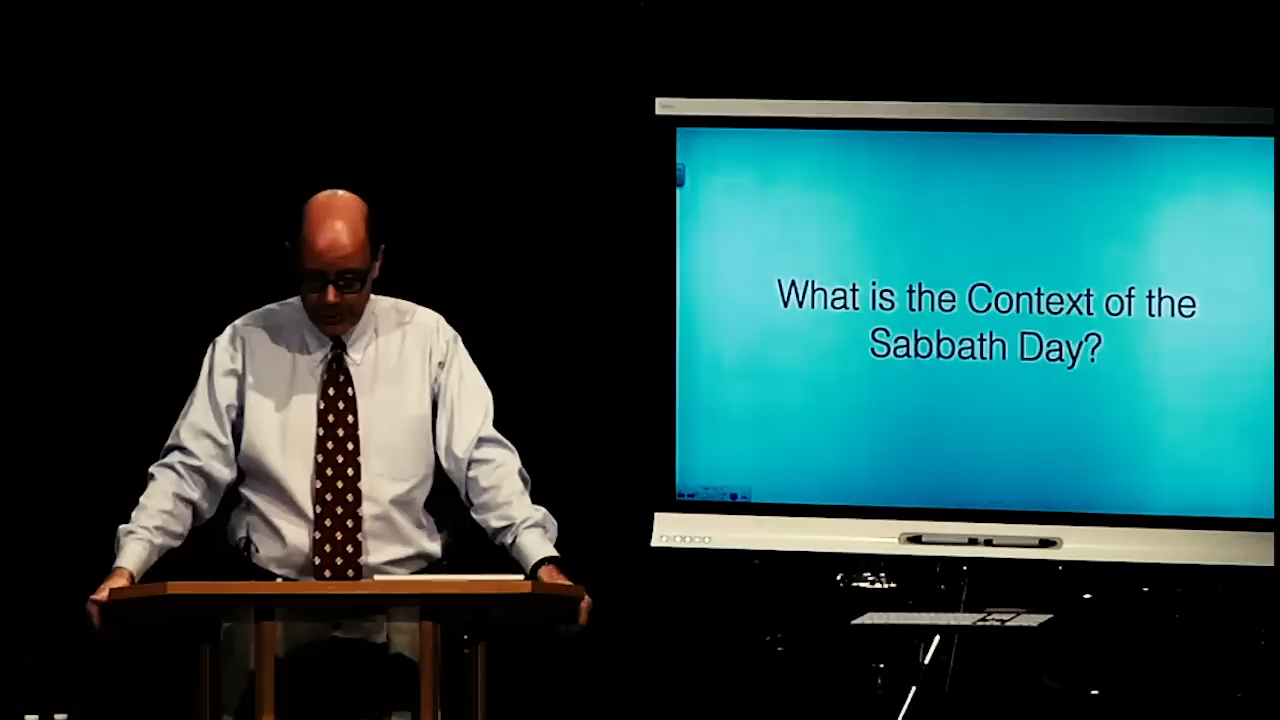 What is the Context of the
Sabbath Day?